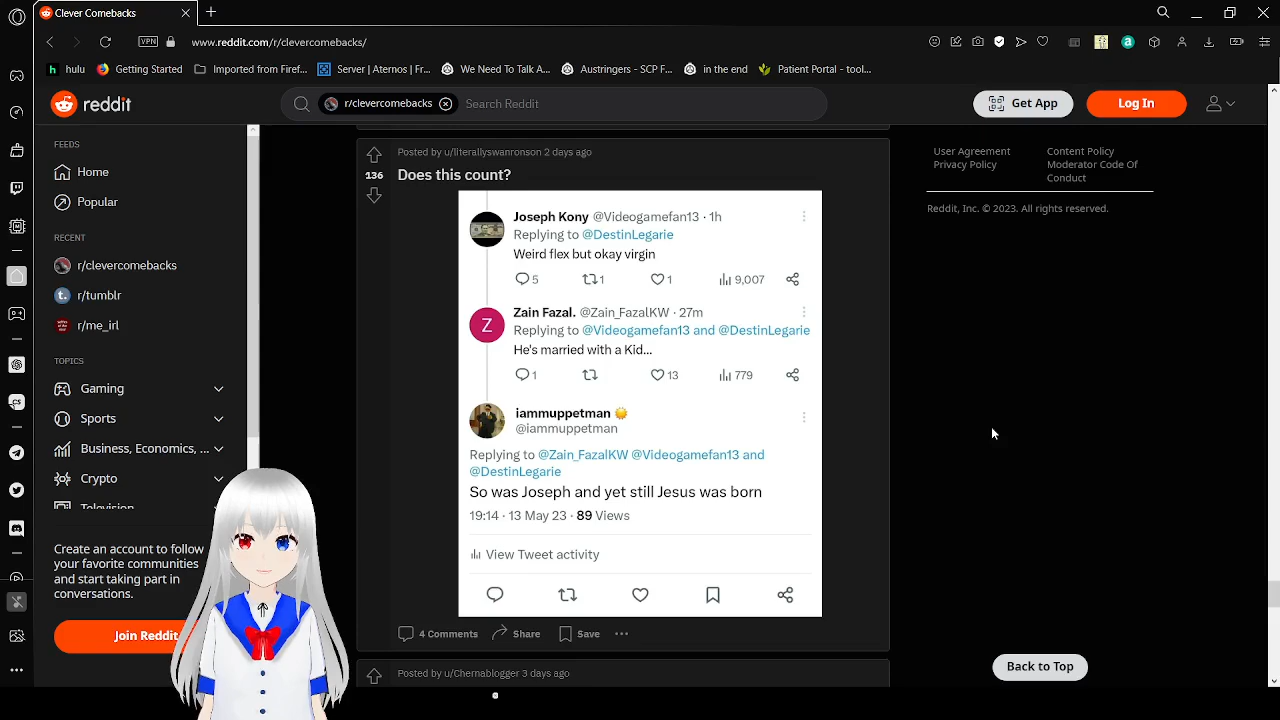 Clever Comebacks
VPN
www.reddit.com/r/clevercomebacks/
h hulu
Getting Started
Imported from Firef...
Server | Aternos | Fr...
We Need To Talk A...
Austringers - SCP F...
in the end
Patient Portal - tool...
reddit
r/clevercomebacks
Search Reddit
Get App
Log In
FEEDS
Home
Popular
RECENT
r/clevercomebacks
r/tumblr
r/me_irl
TOPICS
Gaming
Sports
Business, Economics, ...
Crypto
Television
Create an account to follow
your favorite communities
and start taking part in
conversations.
Join Reddit
Posted by u/literallyswanronson 2 days ago
136
Does this count?
Joseph Kony @Videogamefan13 · 1h
Replying to @DestinLegarie
Weird flex but okay virgin
5 1 1 9,007
Z
Zain Fazal. @Zain_FazalKW · 27m
Replying to @Videogamefan13 and @DestinLegarie
He's married with a Kid...
1 13 779
iammuppetman
@iammuppetman
Replying to @Zain_FazalKW @Videogamefan13 and
@DestinLegarie
So was Joseph and yet still Jesus was born
19:14 · 13 May 23 · 89 Views
View Tweet activity
4 Comments Share Save
Posted by u/Chernablogger 3 days ago
User Agreement
Privacy Policy
Content Policy
Moderator Code Of
Conduct
Reddit, Inc. © 2023. All rights reserved.
Back to Top